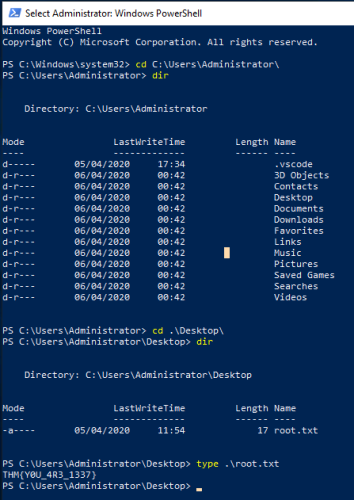 Select Administrator: Windows PowerShell
Windows PowerShell
Copyright (C) Microsoft Corporation. All rights reserved.
PS C:\Windows\system32> cd C:\Users\Administrator\
PS C:\Users\Administrator> dir
Directory: C:\Users\Administrator
Mode LastWriteTime Length Name
---- ------------- ------ ----
d----- 05/04/2020 17:34 .vscode
d-r--- 06/04/2020 00:42 3D Objects
d-r--- 06/04/2020 00:42 Contacts
d-r--- 06/04/2020 00:42 Desktop
d-r--- 06/04/2020 00:42 Documents
d-r--- 06/04/2020 00:42 Downloads
d-r--- 06/04/2020 00:42 Favorites
d-r--- 06/04/2020 00:42 Links
d-r--- 06/04/2020 00:42 Music
d-r--- 06/04/2020 00:42 Pictures
d-r--- 06/04/2020 00:42 Saved Games
d-r--- 06/04/2020 00:42 Searches
d-r--- 06/04/2020 00:42 Videos
PS C:\Users\Administrator> cd .\Desktop\
PS C:\Users\Administrator\Desktop> dir
Directory: C:\Users\Administrator\Desktop
Mode LastWriteTime Length Name
---- ------------- ------ ----
-a---- 05/04/2020 11:54 17 root.txt
PS C:\Users\Administrator\Desktop> type .\root.txt
THM{Y0U_4R3_1337}
PS C:\Users\Administrator\Desktop>